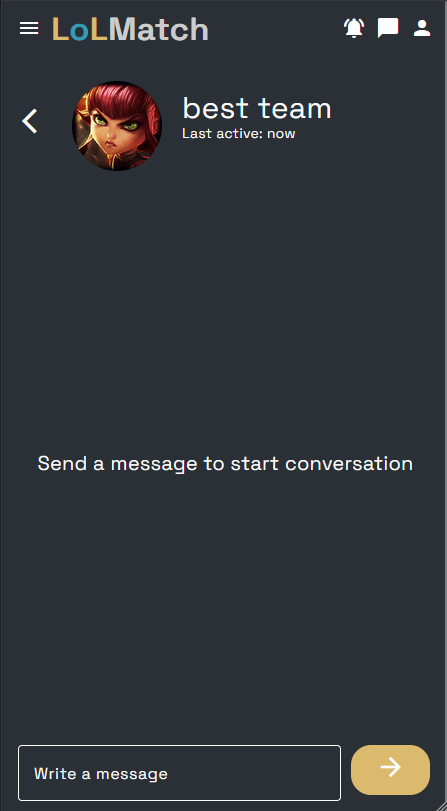 LoLMatch
best team
Last active: now
Send a message to start conversation
Write a message